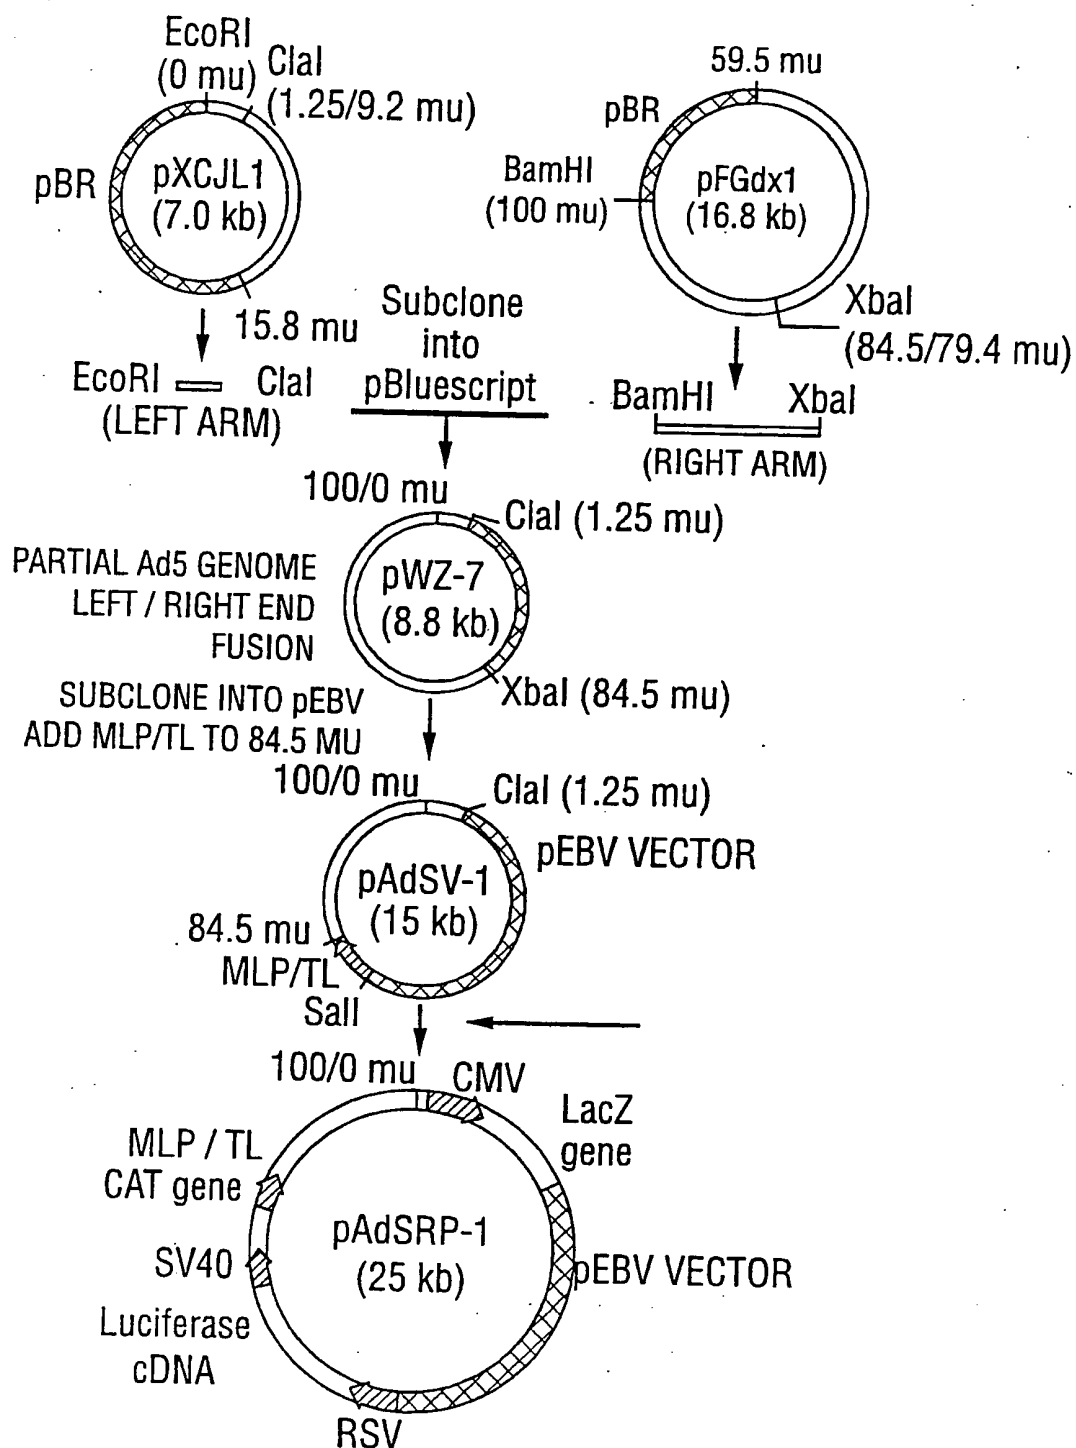 EcoRI
(0 mu)
ClaI
(1.25/9.2 mu)
pBR
pXCJL1
(7.0 kb)
15.8 mu
EcoRI ClaI
(LEFT ARM)
59.5 mu
pBR
BamHI
(100 mu)
pFGdx1
(16.8 kb)
XbaI
(84.5/79.4 mu)
BamHI XbaI
(RIGHT ARM)
Subclone
into
pBluescript
100/0 mu
ClaI (1.25 mu)
PARTIAL Ad5 GENOME
LEFT / RIGHT END
FUSION
pWZ-7
(8.8 kb)
XbaI (84.5 mu)
SUBCLONE INTO pEBV
ADD MLP/TL TO 84.5 MU
100/0 mu
ClaI (1.25 mu)
pEBV VECTOR
pAdSV-1
(15 kb)
84.5 mu
MLP/TL
SalI
100/0 mu
CMV
LacZ
gene
MLP / TL
CAT gene
pAdSRP-1
(25 kb)
SV40
pEBV VECTOR
Luciferase
cDNA
RSV